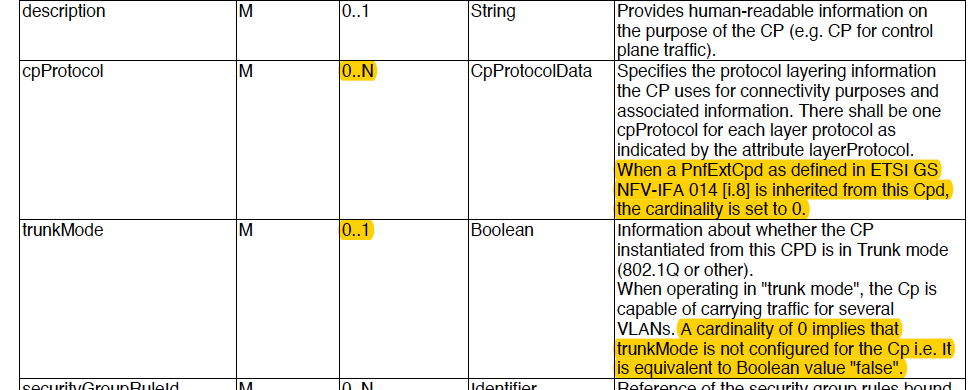 description M 0..1 String Provides human-readable information on
the purpose of the CP (e.g. CP for control
plane traffic).
cpProtocol M 0..N CpProtocolData Specifies the protocol layering information
the CP uses for connectivity purposes and
associated information. There shall be one
cpProtocol for each layer protocol as
indicated by the attribute layerProtocol.
When a PnfExtCpd as defined in ETSI GS
NFV-IFA 014 [i.8] is inherited from this Cpd,
the cardinality is set to 0.
trunkMode M 0..1 Boolean Information about whether the CP
instantiated from this CPD is in Trunk mode
(802.1Q or other).
When operating in "trunk mode", the Cp is
capable of carrying traffic for several
VLANs. A cardinality of 0 implies that
trunkMode is not configured for the Cp i.e. It
is equivalent to Boolean value "false".
securityGroupRuleId M 0..N Identifier Reference of the security group rules bound